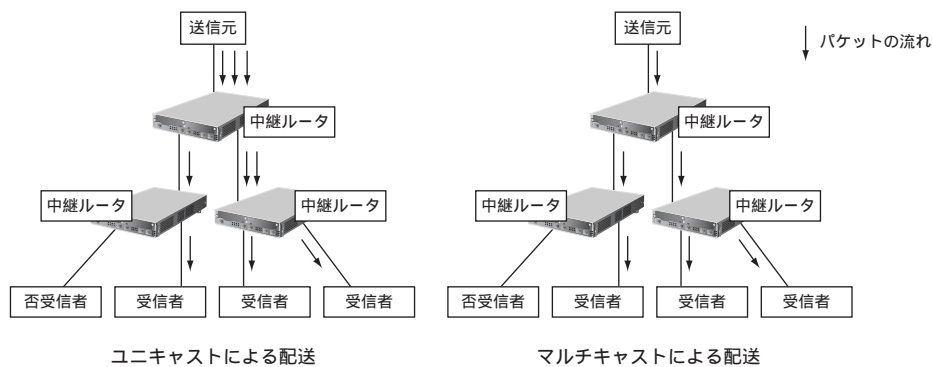 送信元
中継ルータ
中継ルータ
中継ルータ
否受信者
受信者
受信者
受信者
ユニキャストによる配送
送信元
パケットの流れ
中継ルータ
中継ルータ
中継ルータ
否受信者
受信者
受信者
受信者
マルチキャストによる配送